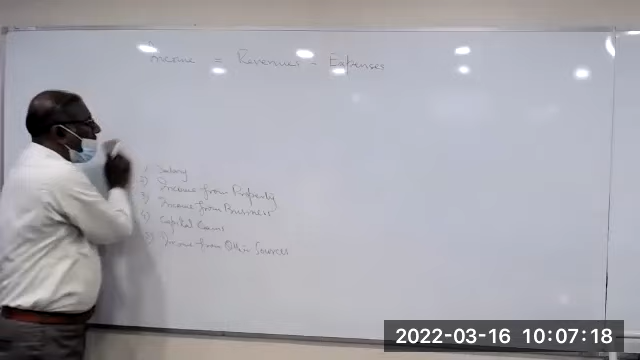 Income = Revenues - Expenses
1) Salary
2) Income from Property
3) Income from Business
4) Capital Gains
5) Income from Other Sources
2022-03-16 10:07:18